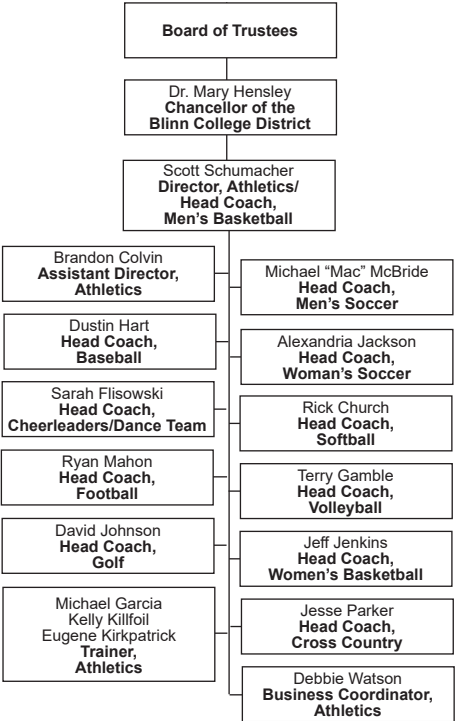 Board of Trustees
Dr. Mary Hensley
Chancellor of the
Blinn College District
Scott Schumacher
Director, Athletics/
Head Coach,
Men's Basketball
Brandon Colvin
Assistant Director,
Athletics
Michael “Mac” McBride
Head Coach,
Men's Soccer
Dustin Hart
Head Coach,
Baseball
Alexandria Jackson
Head Coach,
Woman's Soccer
Sarah Flisowski
Head Coach,
Cheerleaders/Dance Team
Rick Church
Head Coach,
Softball
Ryan Mahon
Head Coach,
Football
Terry Gamble
Head Coach,
Volleyball
David Johnson
Head Coach,
Golf
Jeff Jenkins
Head Coach,
Women's Basketball
Michael Garcia
Kelly Killfoil
Eugene Kirkpatrick
Trainer,
Athletics
Jesse Parker
Head Coach,
Cross Country
Debbie Watson
Business Coordinator,
Athletics